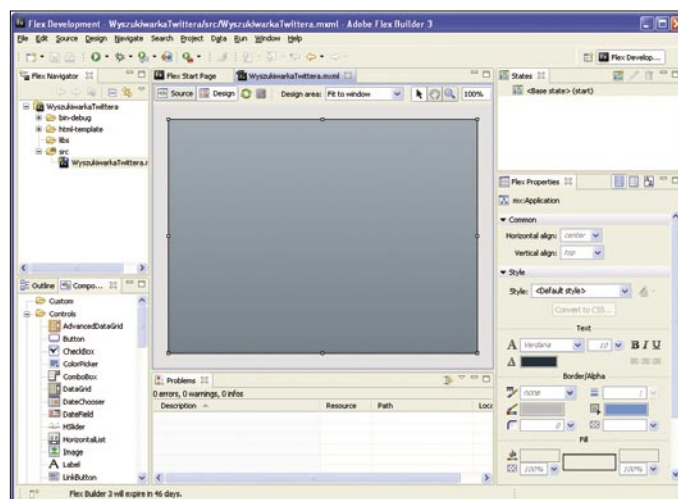 Flex Development - WyszukiwarkaTwittera/src/WyszukiwarkaTwittera.mxml - Adobe Flex Builder 3
File Edit Source Design Navigate Search Project Data Run Window Help
Flex Develop...
Flex Navigator
WyszukiwarkaTwittera
bin-debug
html-template
libs
src
WyszukiwarkaTwittera.r
Flex Start Page
WyszukiwarkaTwittera.mxml
Source Design Design area: Fit to window 100%
States
<Base state> (start)
Flex Properties
mx:Application
Common
Horizontal align: center
Vertical align: top
Style
Style: <Default style>
Convert to CSS...
Text
Verdana 10 B I U
Border/Alpha
none 1
0
Fill
100% 100%
Outline Compo...
Custom
Controls
AdvancedDataGrid
Button
CheckBox
ColorPicker
ComboBox
DataGrid
DateChooser
DateField
HSlider
HorizontalList
Image
Label
LinkButton
Problems
0 errors, 0 warnings, 0 infos
Description Resource Path Loca
Flex Builder 3 will expire in 46 days.